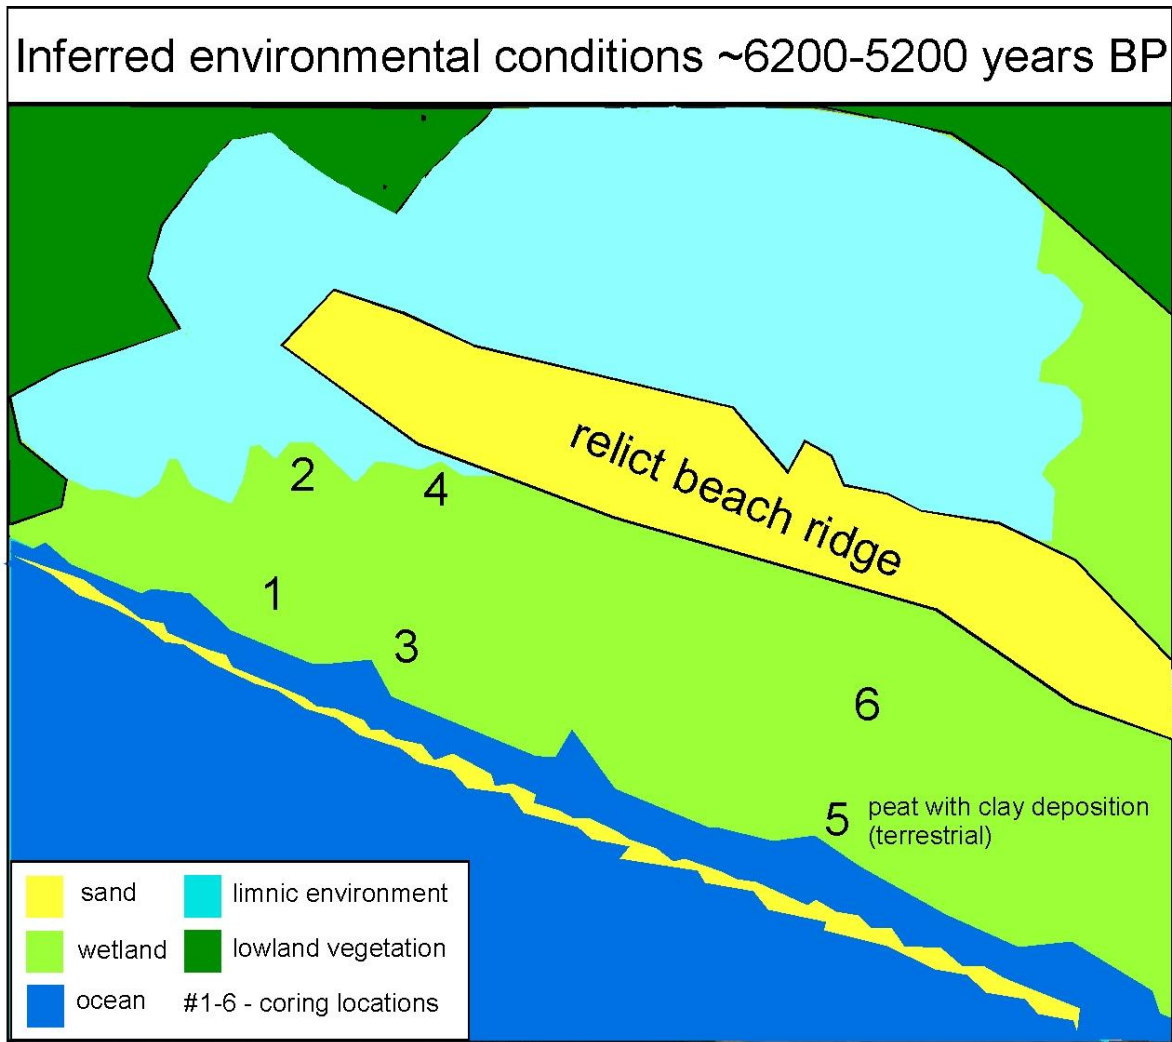 Inferred environmental conditions ~6200-5200 years BP
relict beach ridge
2
4
1
3
6
5 peat with clay deposition
(terrestrial)
sand
limnic environment
wetland
lowland vegetation
ocean
#1-6 - coring locations